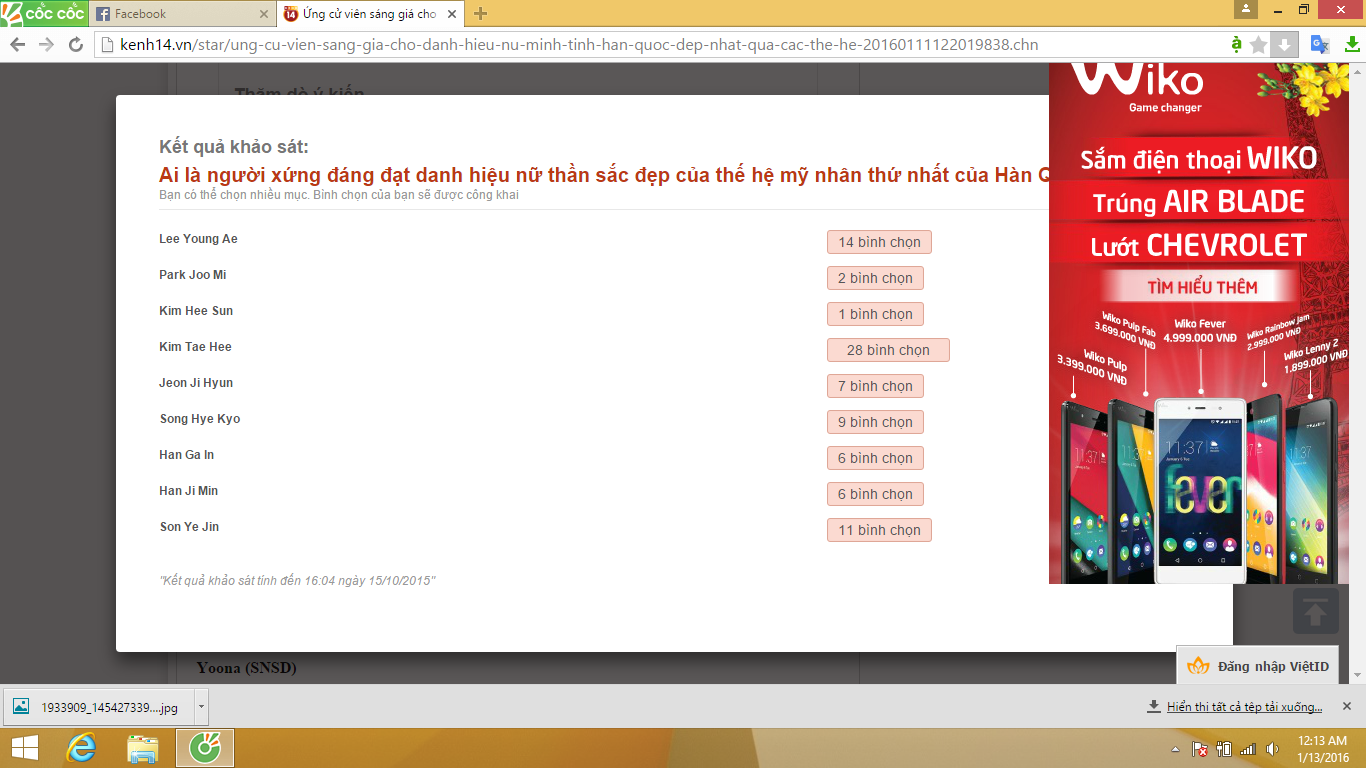 CỐC CỐC
Facebook
Ứng cử viên sáng giá cho
kenh14.vn/star/ung-cu-vien-sang-gia-cho-danh-hieu-nu-minh-tinh-han-quoc-dep-nhat-qua-cac-the-he-20160111122019838.chn
Thăm dò ý kiến
Kết quả khảo sát:
Ai là người xứng đáng đạt danh hiệu nữ thần sắc đẹp của thế hệ mỹ nhân thứ nhất của Hàn Q
Bạn có thể chọn nhiều mục. Bình chọn của bạn sẽ được công khai
Lee Young Ae 14 bình chọn
Park Joo Mi 2 bình chọn
Kim Hee Sun 1 bình chọn
Kim Tae Hee 28 bình chọn
Jeon Ji Hyun 7 bình chọn
Song Hye Kyo 9 bình chọn
Han Ga In 6 bình chọn
Han Ji Min 6 bình chọn
Son Ye Jin 11 bình chọn
"Kết quả khảo sát tính đến 16:04 ngày 15/10/2015"
Yoona (SNSD)
Wiko
Game changer
Sắm điện thoại WIKO
Trúng AIR BLADE
Lướt CHEVROLET
TÌM HIỂU THÊM
Wiko Pulp Fab
3.699.000 VNĐ
Wiko Fever
4.999.000 VNĐ
Wiko Rainbow Jam
2.999.000 VNĐ
Wiko Pulp
3.399.000 VNĐ
Wiko Lenny 2
1.899.000 VNĐ
11:37
fever
Đăng nhập ViệtID
1933909_145427339....jpg
Hiển thị tất cả tệp tải xuống...
12:13 AM
1/13/2016